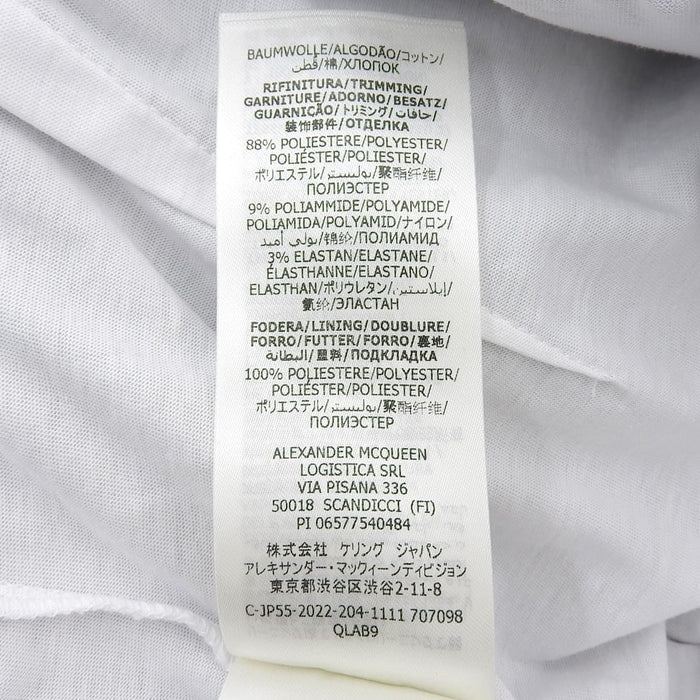 BAUMWOLLE/ALGODÃO/コットン/
قطن/棉/ХЛОПОК
RIFINITURA/TRIMMING/
GARNITURE/ADORNO/BESATZ/
GUARNIÇÃO/トリミング/حافات/
装饰部件/ОТДЕЛКА
88% POLIESTERE/POLYESTER/
POLIÉSTER/POLIESTER/
ポリエステル/بوليستر/聚酯纤维/
ПОЛИЭСТЕР
9% POLIAMMIDE/POLYAMIDE/
POLIAMIDA/POLYAMID/ナイロン/
بولي أميد/锦纶/ПОЛИАМИД
3% ELASTAN/ELASTANE/
ÉLASTHANNE/ELASTANO/
ELASTHAN/ポリウレタン/إيلاستين/
氨纶/ЭЛАСТАН
FODERA/LINING/DOUBLURE/
FORRO/FUTTER/FORRO/裏地/
البطانة/里料/ПОДКЛАДКА
100% POLIESTERE/POLYESTER/
POLIÉSTER/POLIESTER/
ポリエステル/بوليستر/聚酯纤维/
ПОЛИЭСТЕР
ALEXANDER MCQUEEN
LOGISTICA SRL
VIA PISANA 336
50018 SCANDICCI (FI)
PI 06577540484
株式会社 ケリング ジャパン
アレキサンダー・マックィーンディビジョン
東京都渋谷区渋谷2-11-8
C-JP55-2022-204-1111 707098
QLAB9